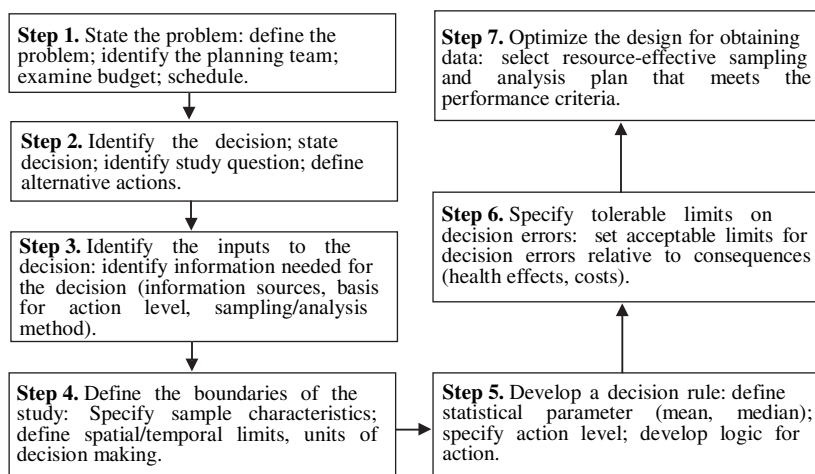 Step 1. State the problem: define the
problem; identify the planning team;
examine budget; schedule.
Step 2. Identify the decision; state
decision; identify study question; define
alternative actions.
Step 3. Identify the inputs to the
decision: identify information needed for
the decision (information sources, basis
for action level, sampling/analysis
method).
Step 4. Define the boundaries of the
study: Specify sample characteristics;
define spatial/temporal limits, units of
decision making.
Step 5. Develop a decision rule: define
statistical parameter (mean, median);
specify action level; develop logic for
action.
Step 6. Specify tolerable limits on
decision errors: set acceptable limits for
decision errors relative to consequences
(health effects, costs).
Step 7. Optimize the design for obtaining
data: select resource-effective sampling
and analysis plan that meets the
performance criteria.